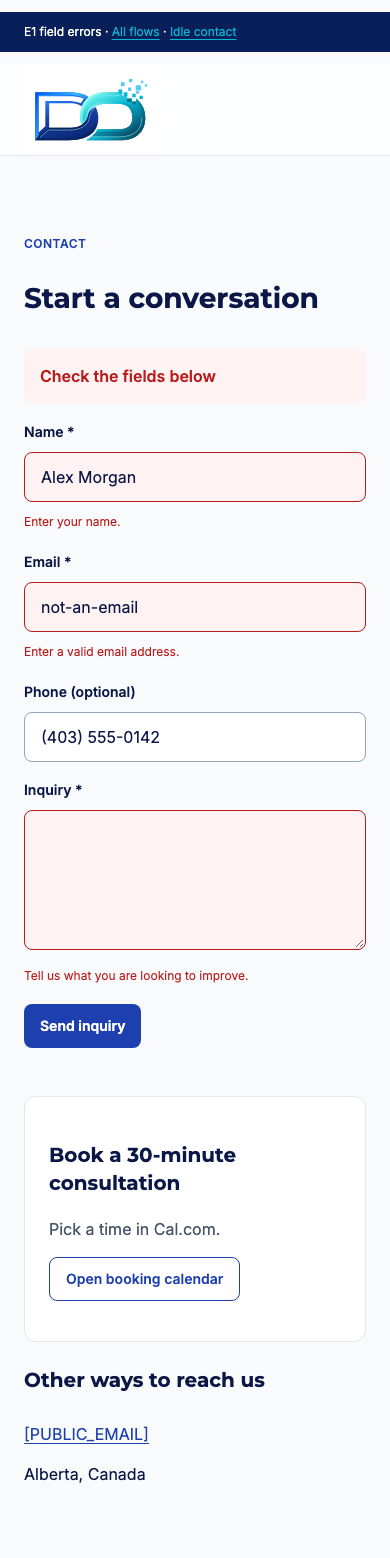 E1 field errors · All flows · Idle contact
DO
CONTACT
Start a conversation
Check the fields below
Name *
Alex Morgan
Enter your name.
Email *
not-an-email
Enter a valid email address.
Phone (optional)
(403) 555-0142
Inquiry *
Tell us what you are looking to improve.
Send inquiry
Book a 30-minute
consultation
Pick a time in Cal.com.
Open booking calendar
Other ways to reach us
[PUBLIC_EMAIL]
Alberta, Canada